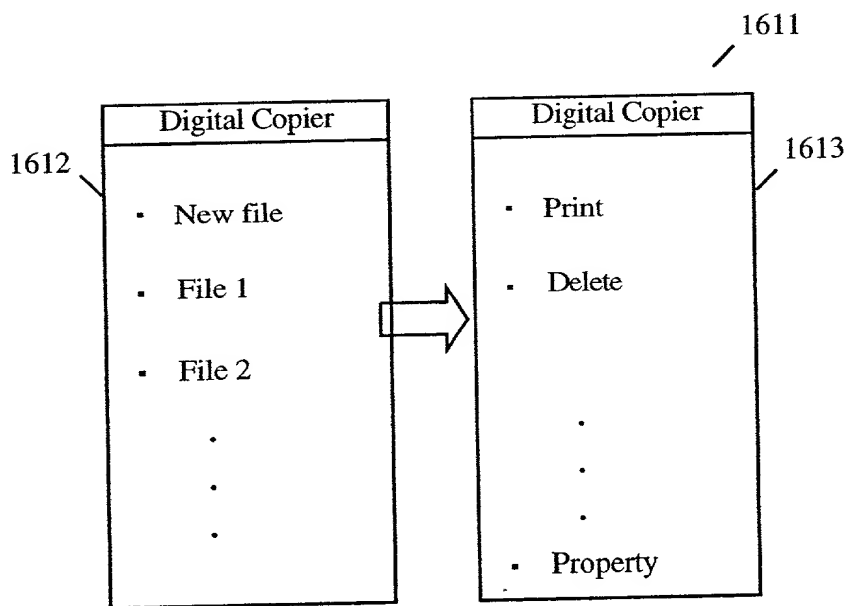 1611
Digital Copier
1612
· New file
· File 1
· File 2
.
.
.
Digital Copier
1613
· Print
· Delete
.
.
.
· Property